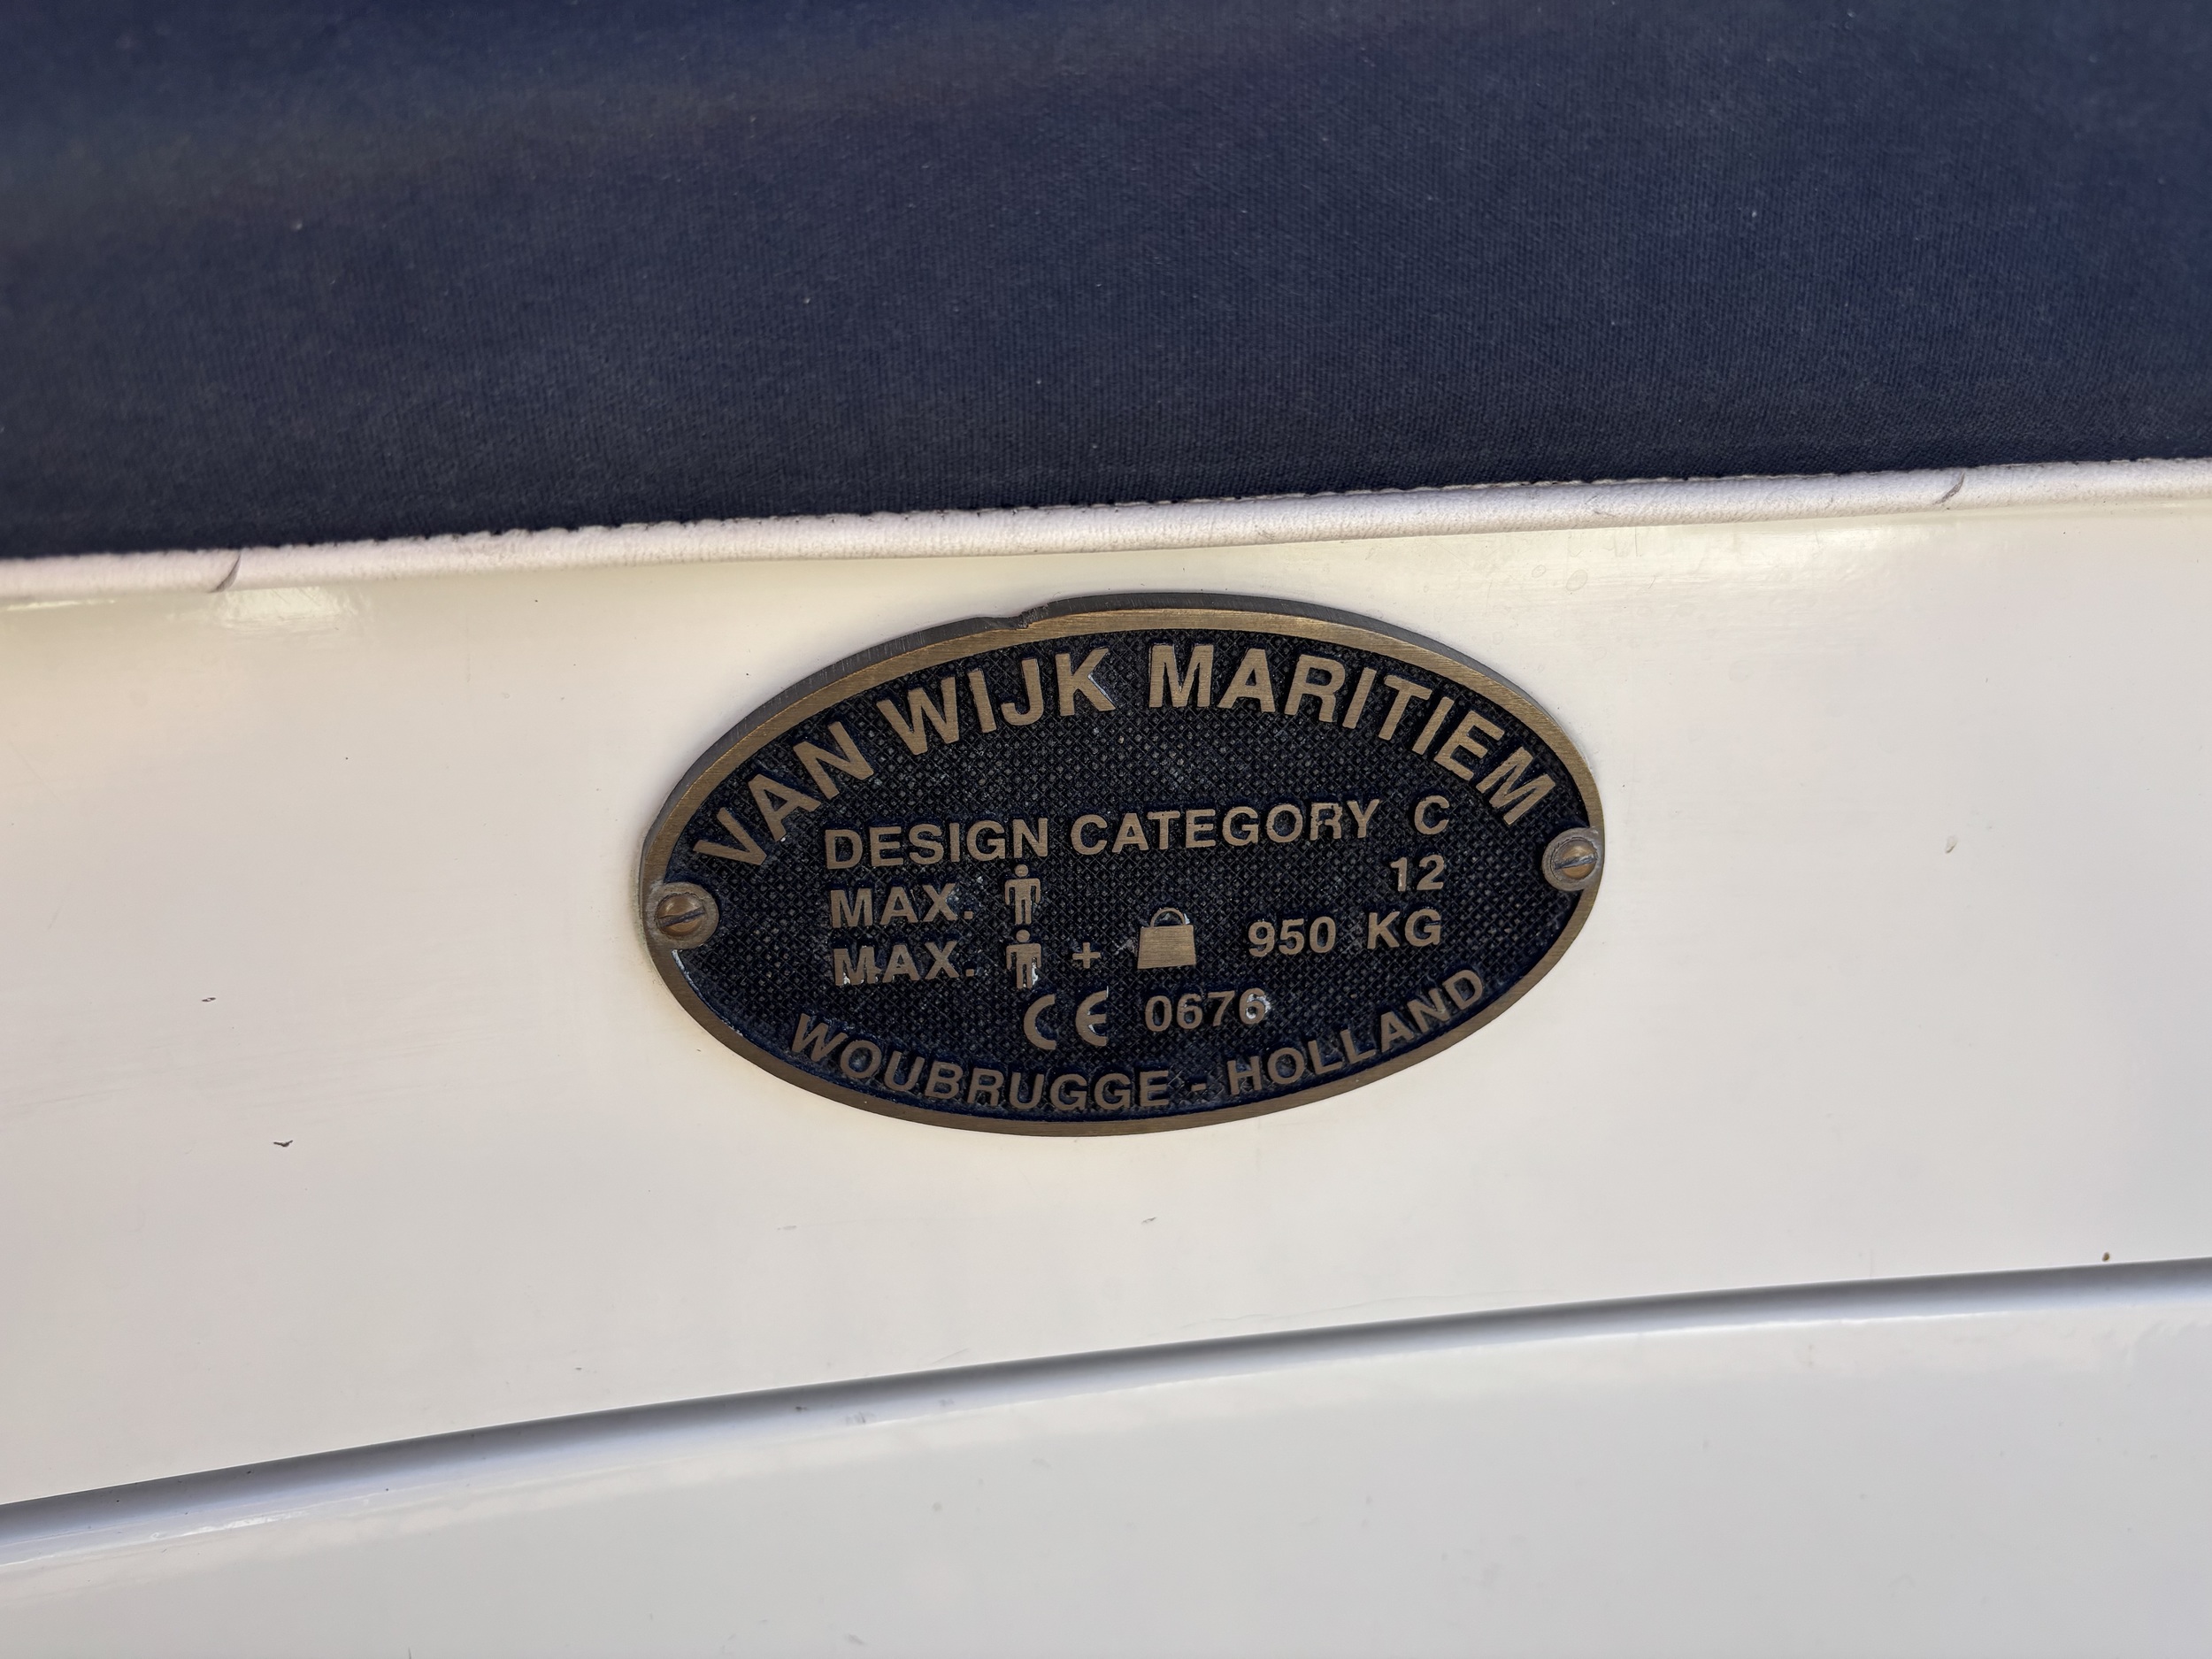 VAN WIJK MARITIEM
DESIGN CATEGORY C
MAX. 12
MAX. + 950 KG
CE 0676
WOUBRUGGE - HOLLAND